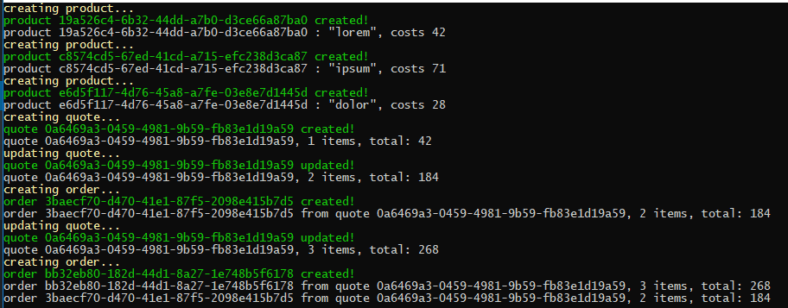 creating product...
product 19a526c4-6b32-44dd-a7b0-d3ce66a87ba0 created!
product 19a526c4-6b32-44dd-a7b0-d3ce66a87ba0 : "lorem", costs 42
creating product...
product c8574cd5-67ed-41cd-a715-efc238d3ca87 created!
product c8574cd5-67ed-41cd-a715-efc238d3ca87 : "ipsum", costs 71
creating product...
product e6d5f117-4d76-45a8-a7fe-03e8e7d1445d created!
product e6d5f117-4d76-45a8-a7fe-03e8e7d1445d : "dolor", costs 28
creating quote...
quote 0a6469a3-0459-4981-9b59-fb83e1d19a59 created!
quote 0a6469a3-0459-4981-9b59-fb83e1d19a59, 1 items, total: 42
updating quote...
quote 0a6469a3-0459-4981-9b59-fb83e1d19a59 updated!
quote 0a6469a3-0459-4981-9b59-fb83e1d19a59, 2 items, total: 184
creating order...
order 3baecf70-d470-41e1-87f5-2098e415b7d5 created!
order 3baecf70-d470-41e1-87f5-2098e415b7d5 from quote 0a6469a3-0459-4981-9b59-fb83e1d19a59, 2 items, total: 184
updating quote...
quote 0a6469a3-0459-4981-9b59-fb83e1d19a59 updated!
quote 0a6469a3-0459-4981-9b59-fb83e1d19a59, 3 items, total: 268
creating order...
order bb32eb80-182d-44d1-8a27-1e748b5f6178 created!
order bb32eb80-182d-44d1-8a27-1e748b5f6178 from quote 0a6469a3-0459-4981-9b59-fb83e1d19a59, 3 items, total: 268
order 3baecf70-d470-41e1-87f5-2098e415b7d5 from quote 0a6469a3-0459-4981-9b59-fb83e1d19a59, 2 items, total: 184